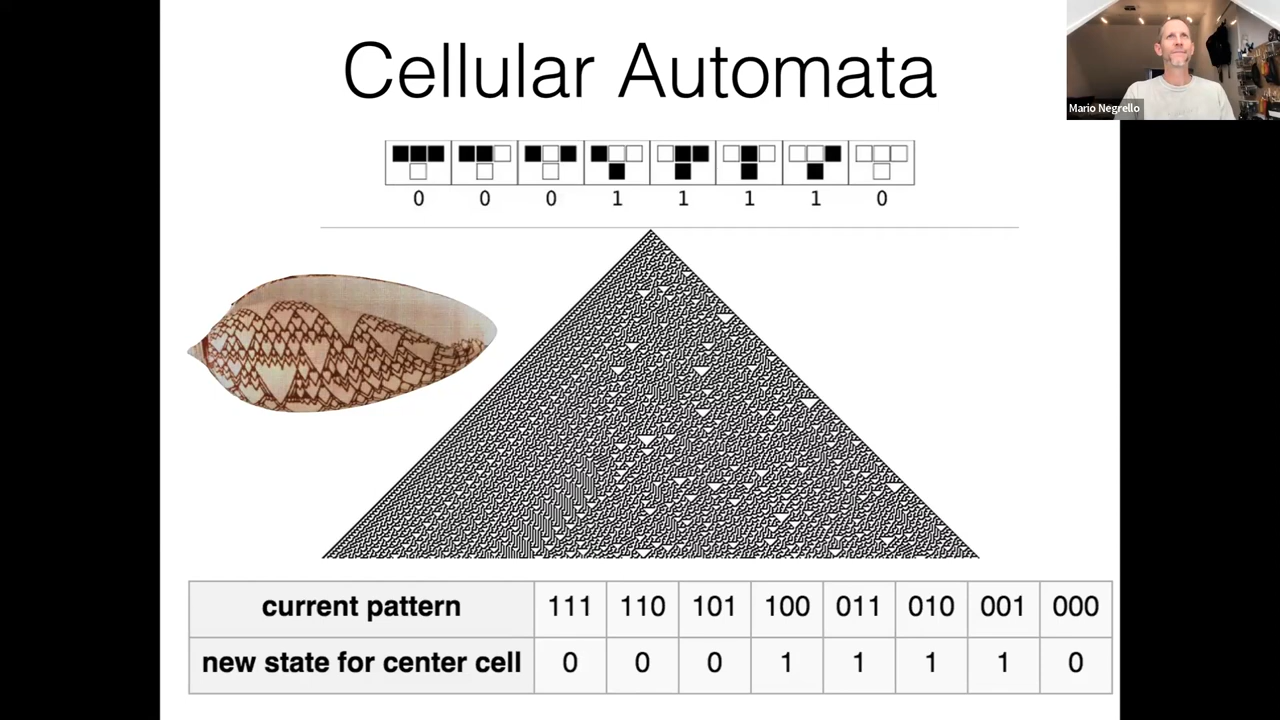 Cellular Automata
Mario Negrello
0 0 0 1 1 1 1 0
current pattern 111 110 101 100 011 010 001 000
new state for center cell 0 0 0 1 1 1 1 0